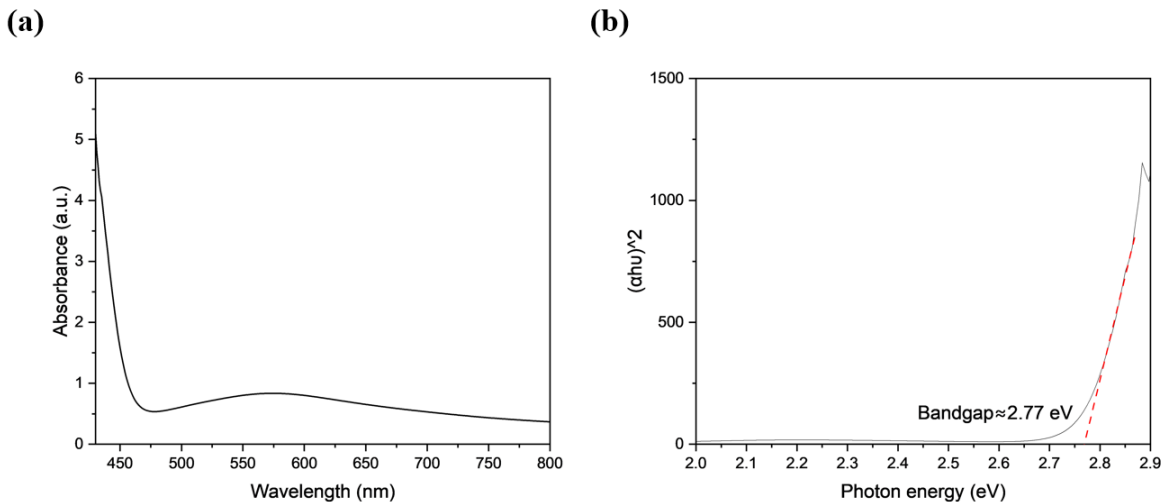 (a)
(b)
6
5
4
3
2
1
0
Absorbance (a.u.)
450 500 550 600 650 700 750 800
Wavelength (nm)
1500
1000
500
0
(αhυ)^2
Bandgap≈2.77 eV
2.0 2.1 2.2 2.3 2.4 2.5 2.6 2.7 2.8 2.9
Photon energy (eV)